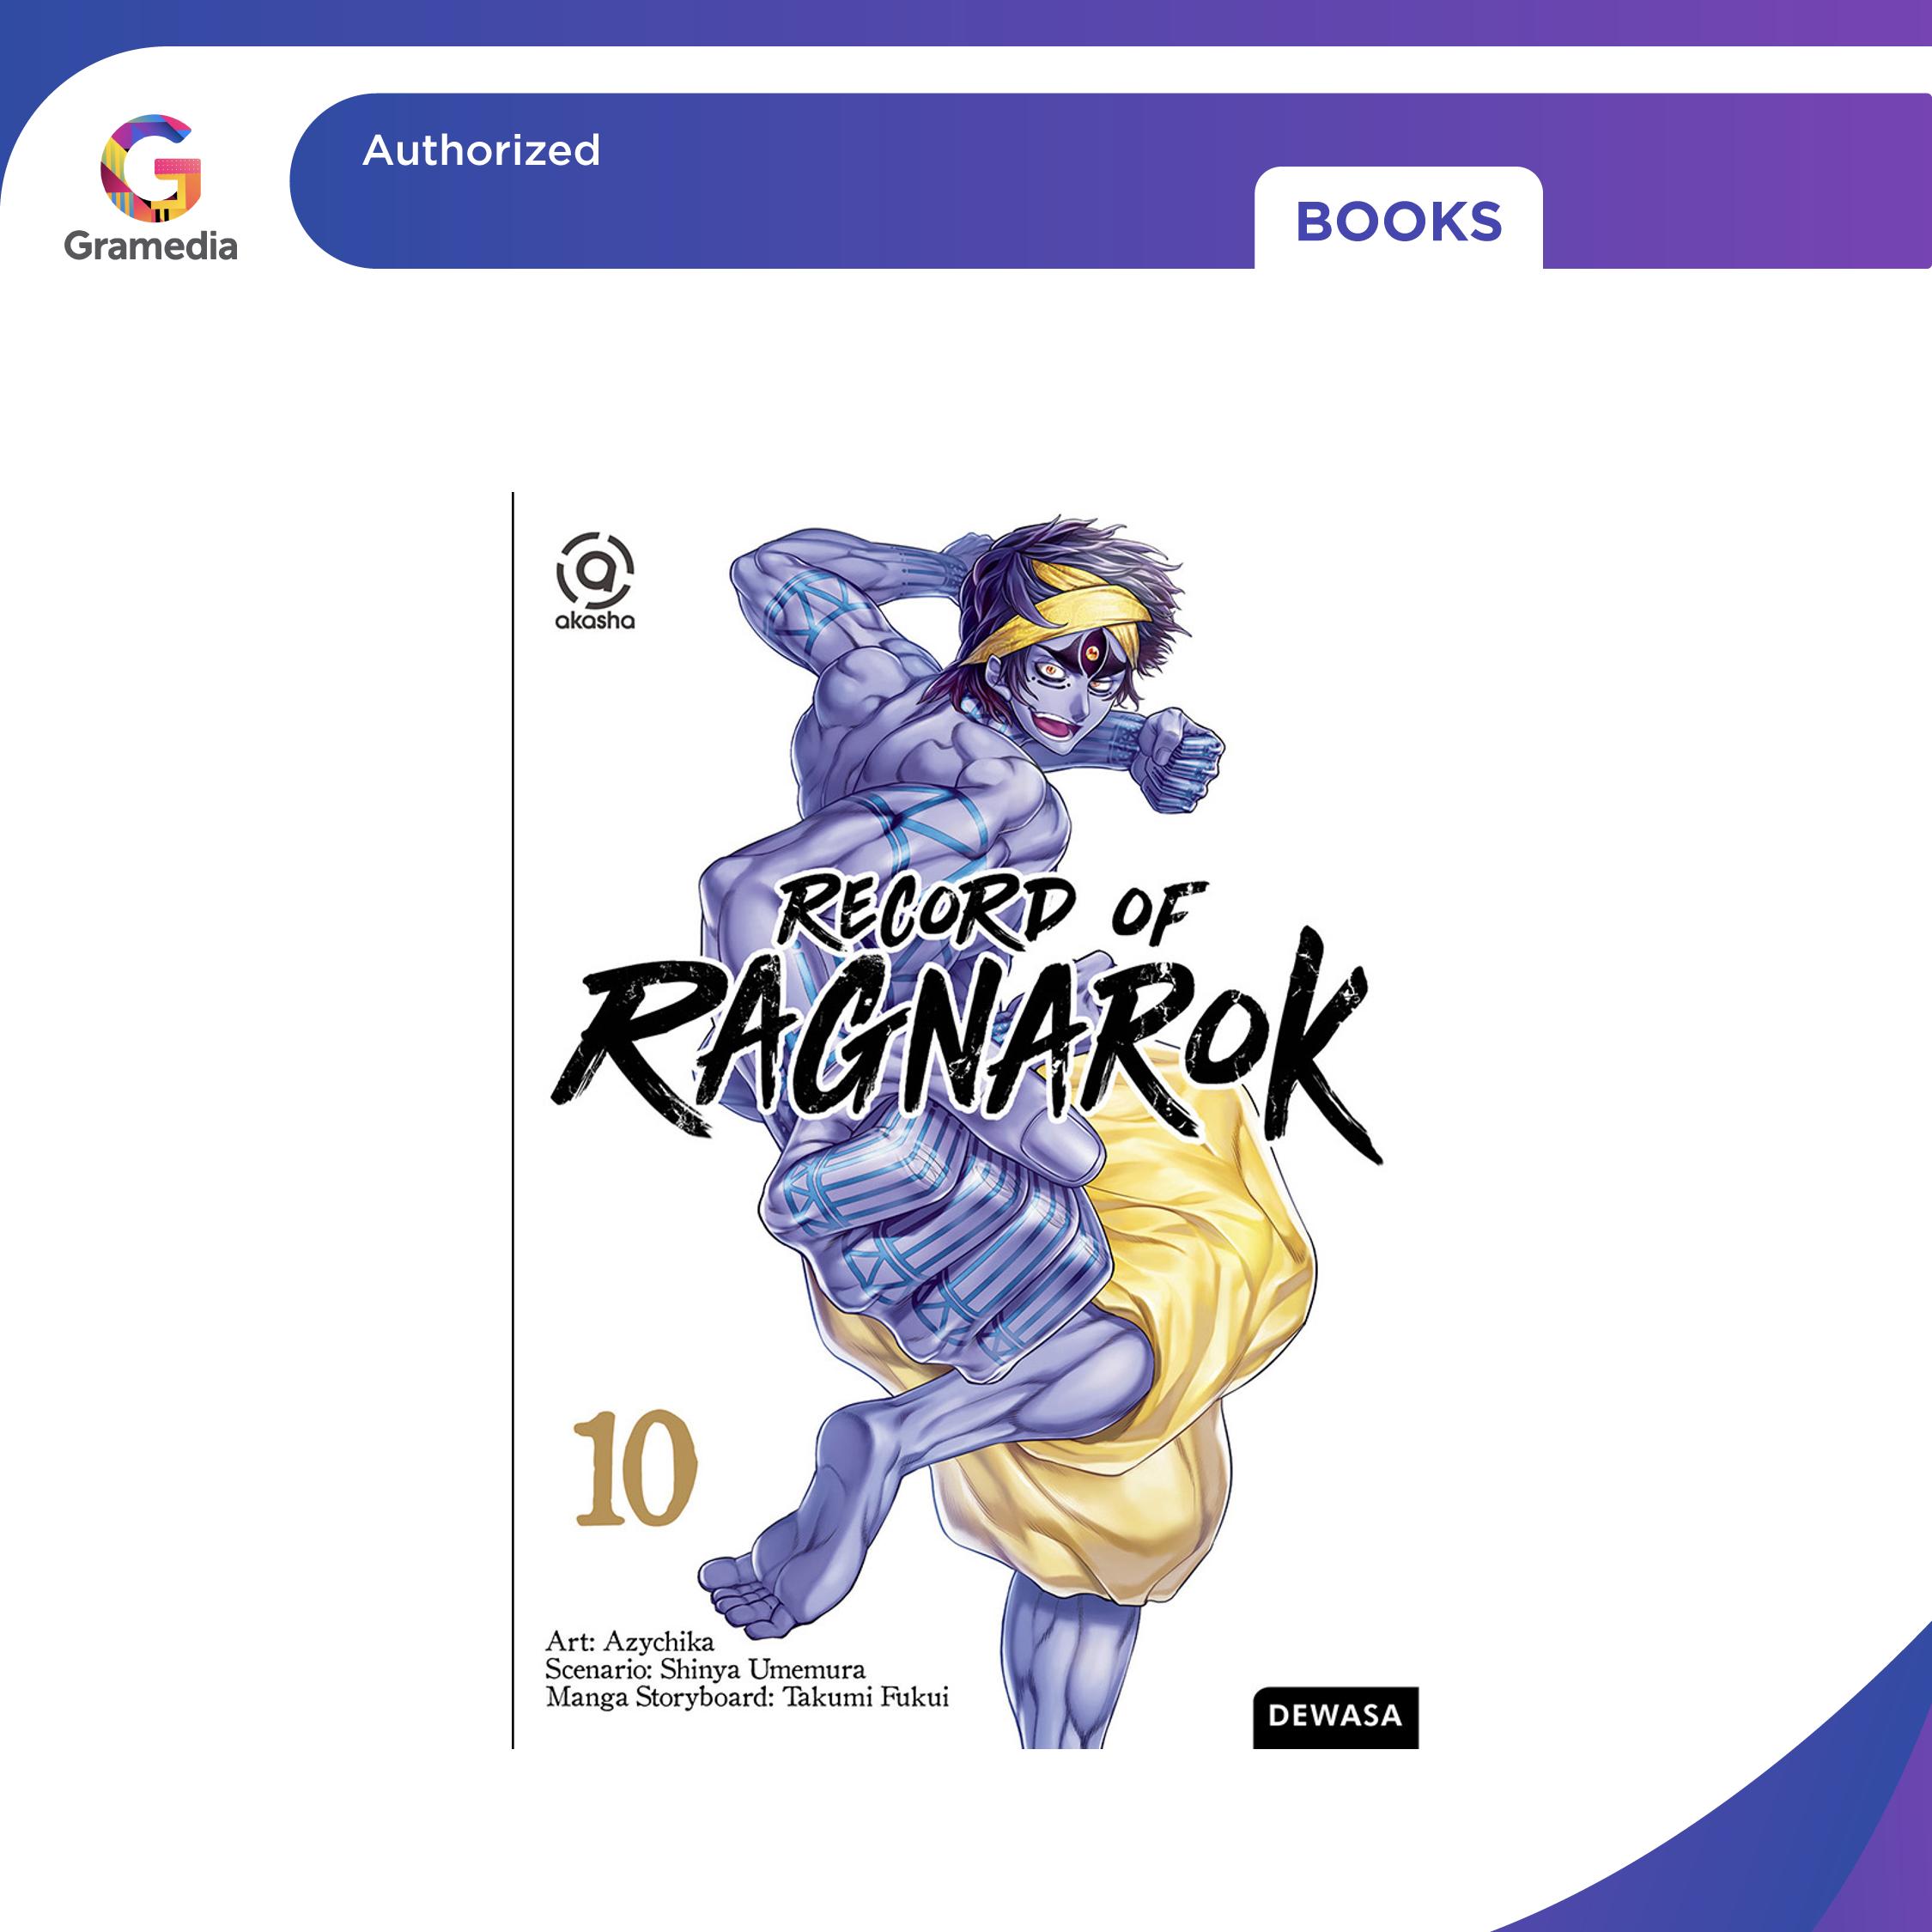 Authorized
Gramedia
BOOKS
akasha
RECORD OF
RAGNAROK
10
Art: Azychika
Scenario: Shinya Umemura
Manga Storyboard: Takumi Fukui
DEWASA